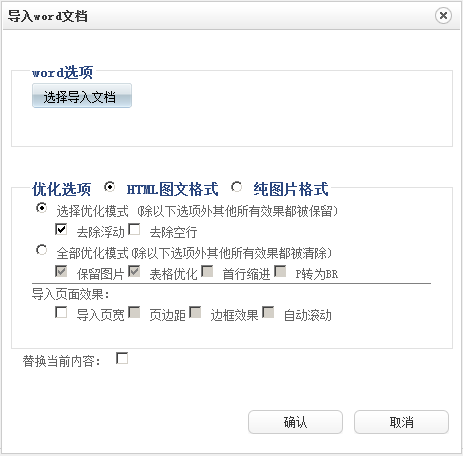 导入word文档
word选项
选择导入文档
优化选项 HTML图文格式 纯图片格式
选择优化模式 (除以下选项外其他所有效果都被保留)
去除浮动 去除空行
全部优化模式(除以下选项外其他所有效果都被清除)
保留图片 表格优化 首行缩进 P转为BR
导入页面效果:
导入页宽 页边距 边框效果 自动滚动
替换当前内容:
确认 取消